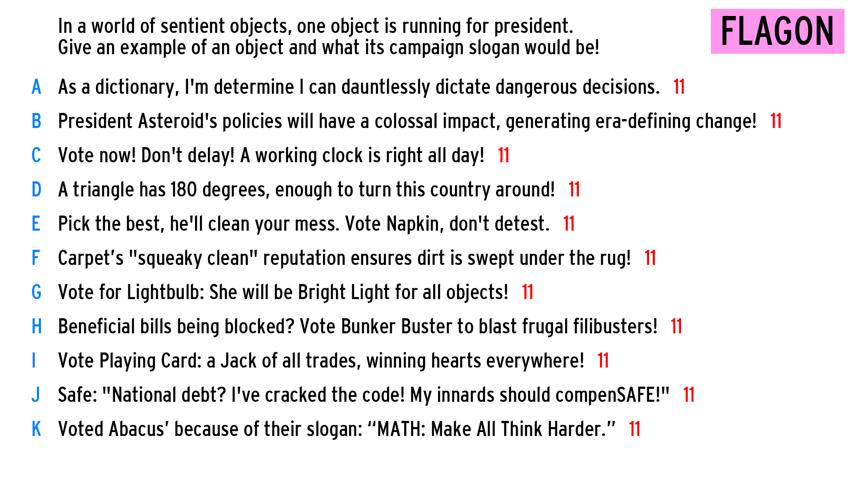 In a world of sentient objects, one object is running for president.
Give an example of an object and what its campaign slogan would be!
FLAGON
A As a dictionary, I'm determine I can dauntlessly dictate dangerous decisions. 11
B President Asteroid's policies will have a colossal impact, generating era-defining change! 11
C Vote now! Don't delay! A working clock is right all day! 11
D A triangle has 180 degrees, enough to turn this country around! 11
E Pick the best, he'll clean your mess. Vote Napkin, don't detest. 11
F Carpet’s "squeaky clean" reputation ensures dirt is swept under the rug! 11
G Vote for Lightbulb: She will be Bright Light for all objects! 11
H Beneficial bills being blocked? Vote Bunker Buster to blast frugal filibusters! 11
I Vote Playing Card: a Jack of all trades, winning hearts everywhere! 11
J Safe: "National debt? I've cracked the code! My innards should compenSAFE!" 11
K Voted Abacus’ because of their slogan: “MATH: Make All Think Harder.” 11